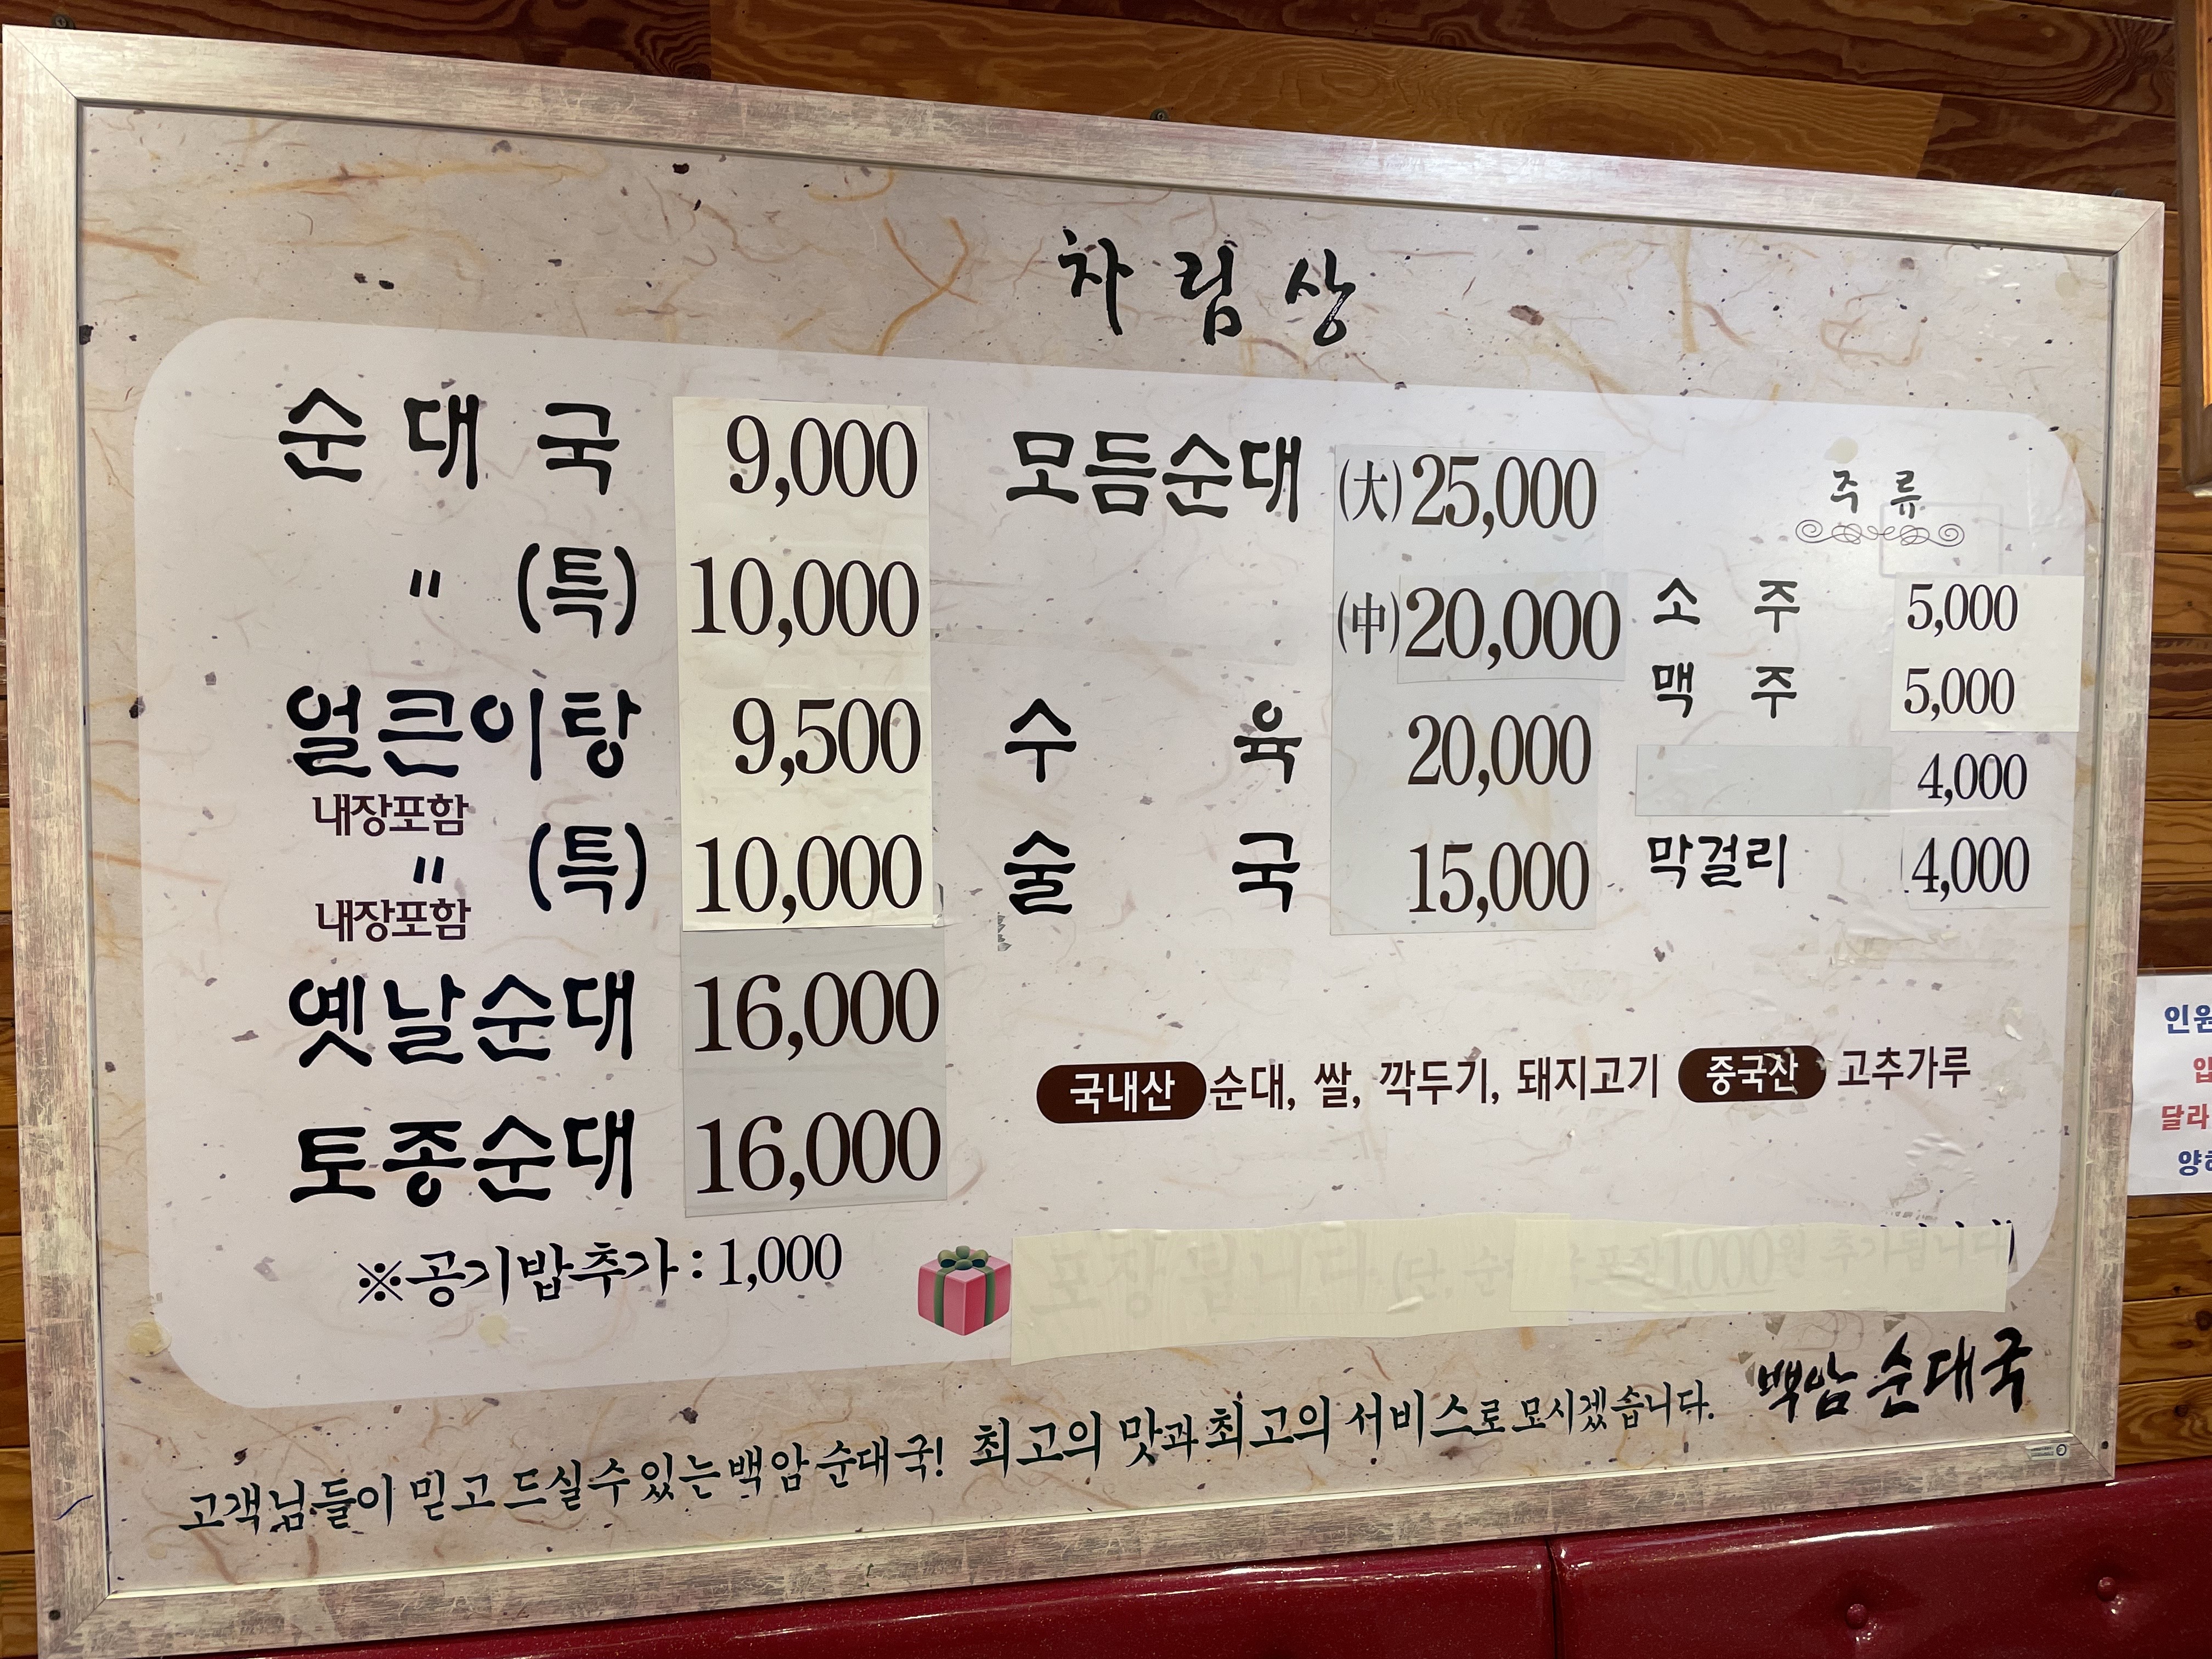 차림상
순대국 9,000
〃 (특) 10,000
얼큰이탕 9,500
내장포함
〃 (특) 10,000
내장포함
옛날순대 16,000
토종순대 16,000
※공기밥추가 : 1,000
모듬순대 (大) 25,000
(中) 20,000
수육 20,000
술국 15,000
주류
소주 5,000
맥주 5,000
4,000
막걸리 4,000
국내산 순대, 쌀, 깍두기, 돼지고기 중국산 고추가루
백암순대국
고객님들이 믿고 드실 수 있는 백암 순대국! 최고의 맛과 최고의 서비스로 모시겠습니다.
인원
달라